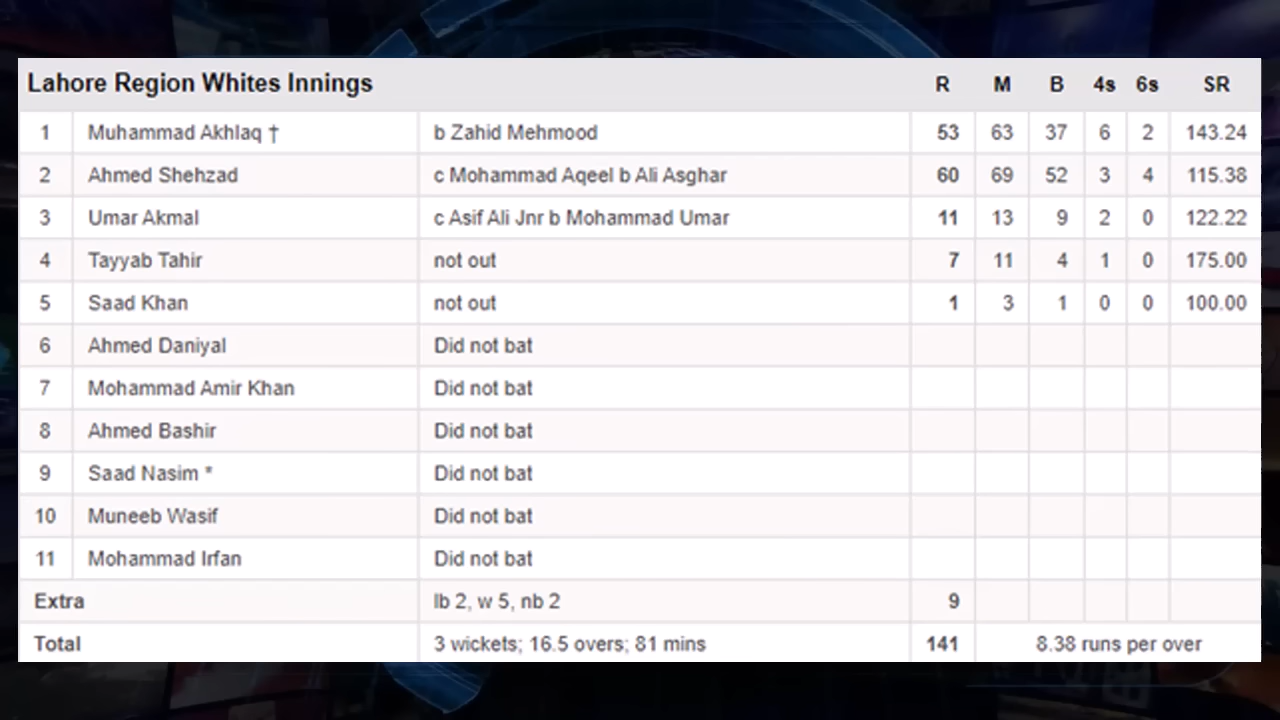 Lahore Region Whites Innings R M B 4s 6s SR
1 Muhammad Akhlaq † b Zahid Mehmood 53 63 37 6 2 143.24
2 Ahmed Shehzad c Mohammad Aqeel b Ali Asghar 60 69 52 3 4 115.38
3 Umar Akmal c Asif Ali Jnr b Mohammad Umar 11 13 9 2 0 122.22
4 Tayyab Tahir not out 7 11 4 1 0 175.00
5 Saad Khan not out 1 3 1 0 0 100.00
6 Ahmed Daniyal Did not bat
7 Mohammad Amir Khan Did not bat
8 Ahmed Bashir Did not bat
9 Saad Nasim * Did not bat
10 Muneeb Wasif Did not bat
11 Mohammad Irfan Did not bat
Extra lb 2, w 5, nb 2 9
Total 3 wickets; 16.5 overs; 81 mins 141 8.38 runs per over